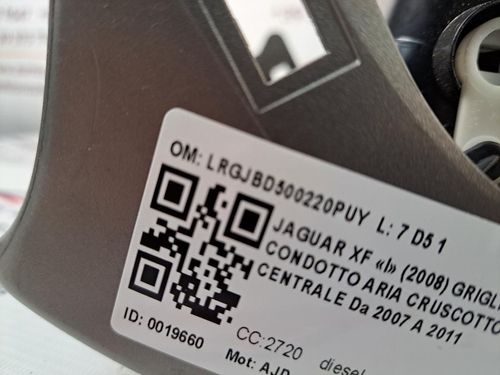 OM: LRGJBD500220PUY L: 7 D5 1
JAGUAR XF «I» (2008)
CONDOTTO ARIA CRUSCOTTO
CENTRALE Da 2007 A 2011
ID: 0019660
CC:2720 diesel
Mot: